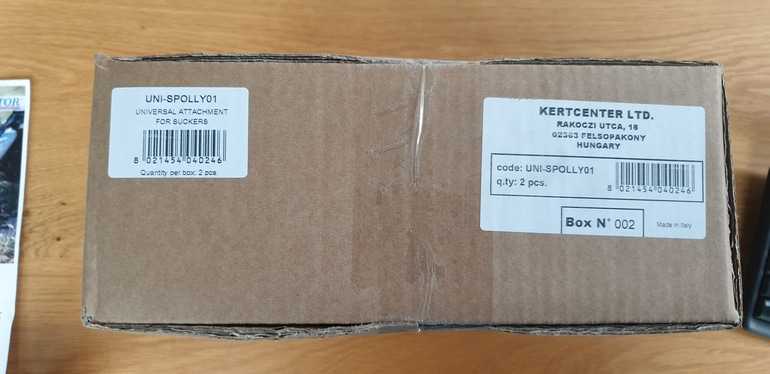 UNI-SPOLLY01
UNIVERSAL ATTACHMENT
FOR SUCKERS
8 021454 040246
Quantity per box: 2 pcs.
KERTCENTER LTD.
RAKOCZI UTCA, 16
02363 FELSOPAKONY
HUNGARY
code: UNI-SPOLLY01
q.ty: 2 pcs.
8 021454 040246
Box N° 002
Made in Italy